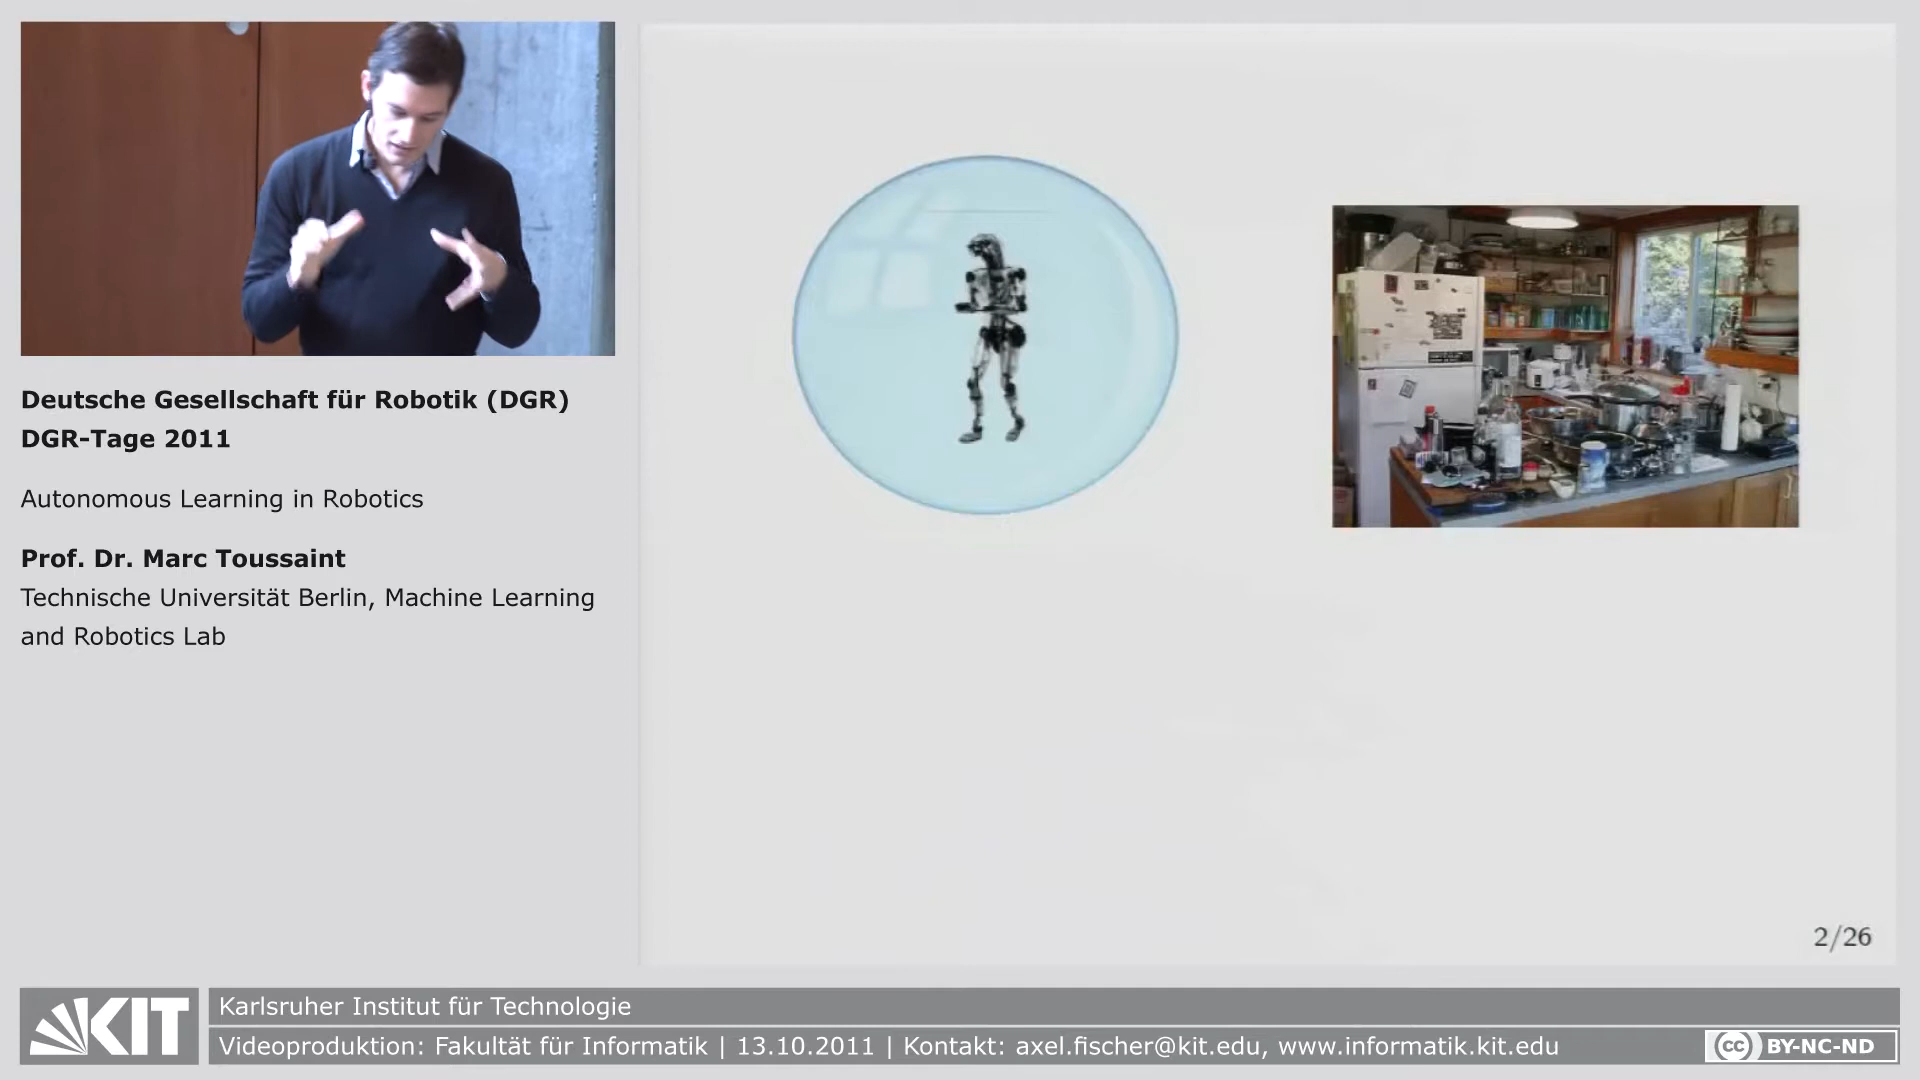 Deutsche Gesellschaft für Robotik (DGR)
DGR-Tage 2011
Autonomous Learning in Robotics
Prof. Dr. Marc Toussaint
Technische Universität Berlin, Machine Learning
and Robotics Lab
2/26
KIT
Karlsruher Institut für Technologie
Videoproduktion: Fakultät für Informatik | 13.10.2011 | Kontakt: axel.fischer@kit.edu, www.informatik.kit.edu
cc BY-NC-ND